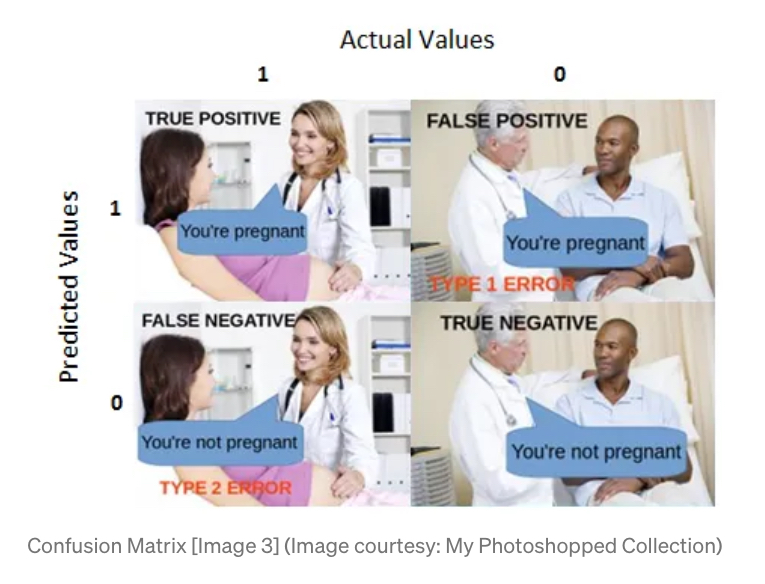 Actual Values
1 0
Predicted Values
1
0
TRUE POSITIVE
You're pregnant
FALSE POSITIVE
You're pregnant
TYPE 1 ERROR
FALSE NEGATIVE
You're not pregnant
TYPE 2 ERROR
TRUE NEGATIVE
You're not pregnant
Confusion Matrix [Image 3] (Image courtesy: My Photoshopped Collection)